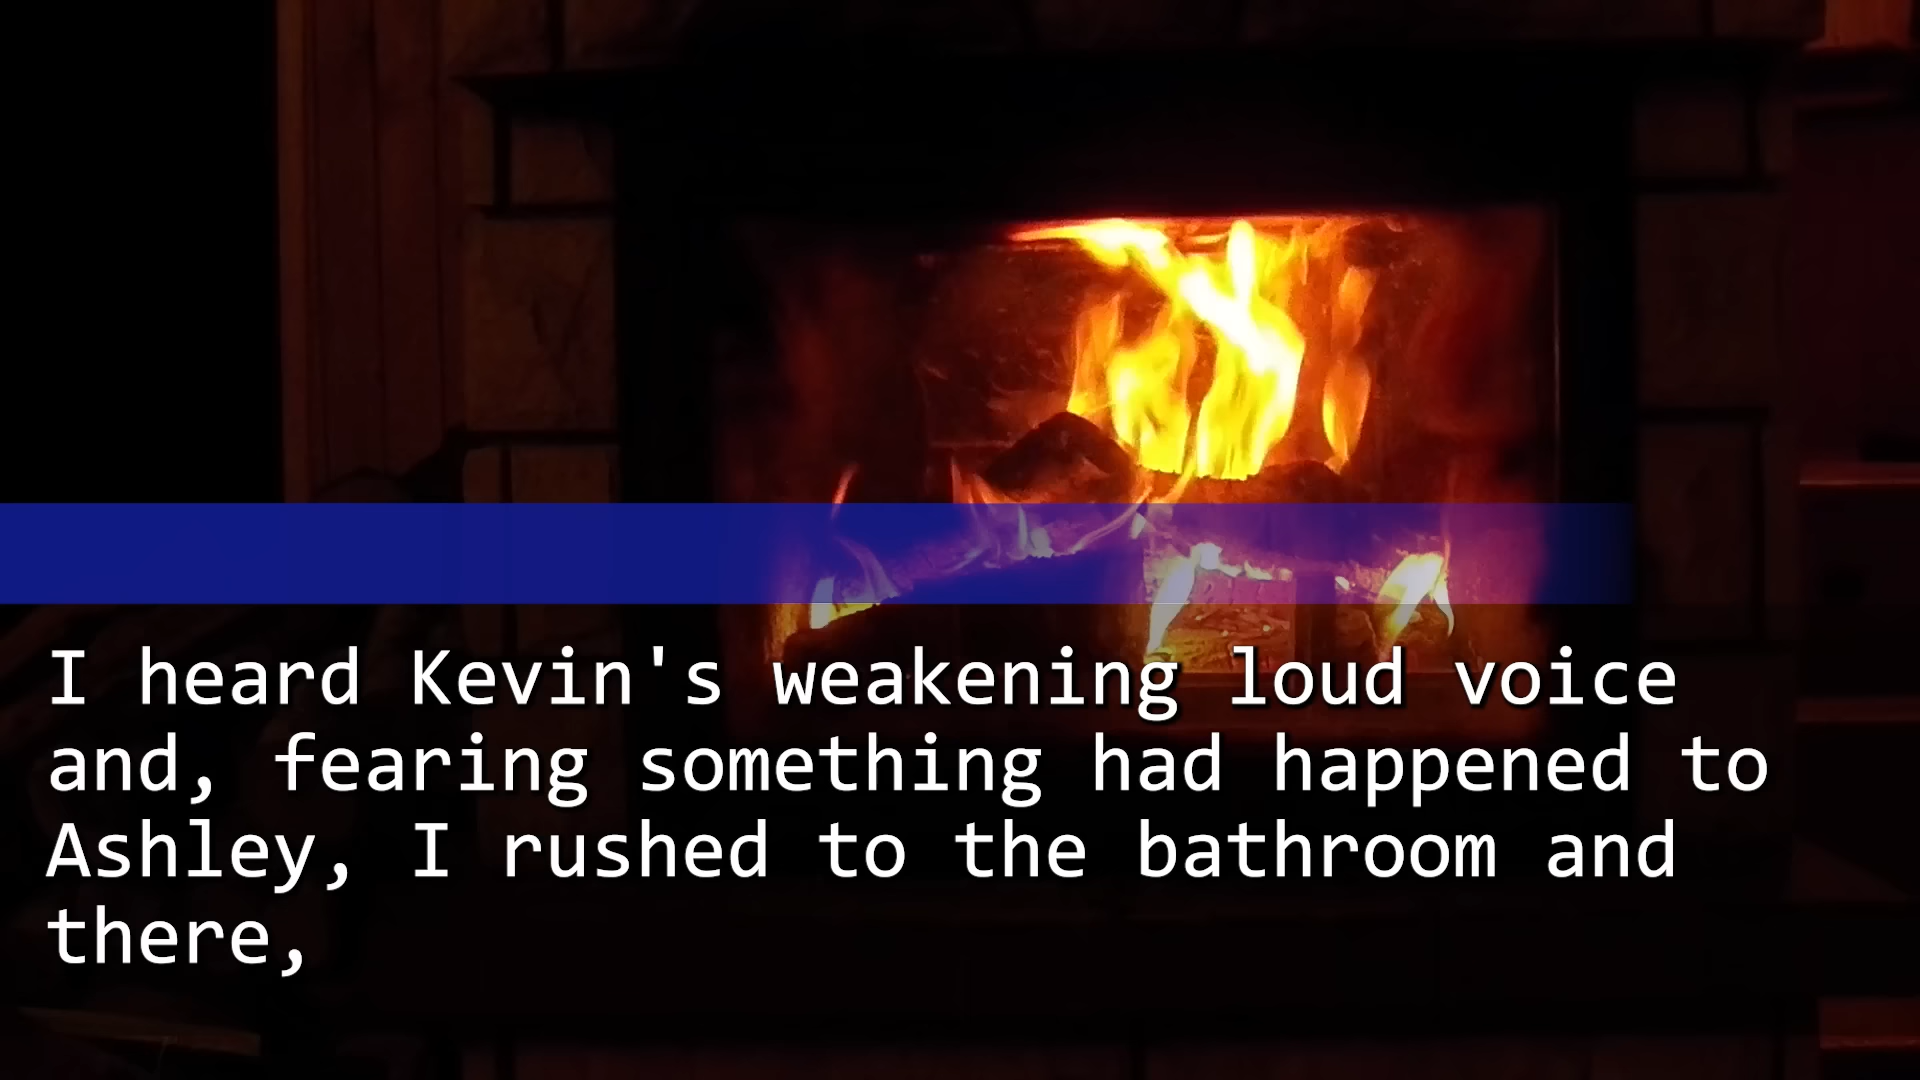 I heard Kevin's weakening loud voice
and, fearing something had happened to
Ashley, I rushed to the bathroom and
there,